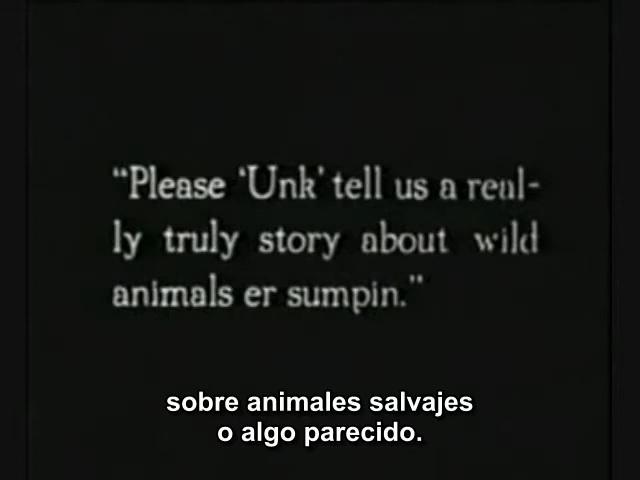 “Please ‘Unk’ tell us a real-
ly truly story about wild
animals er sumpin.”
sobre animales salvajes
o algo parecido.